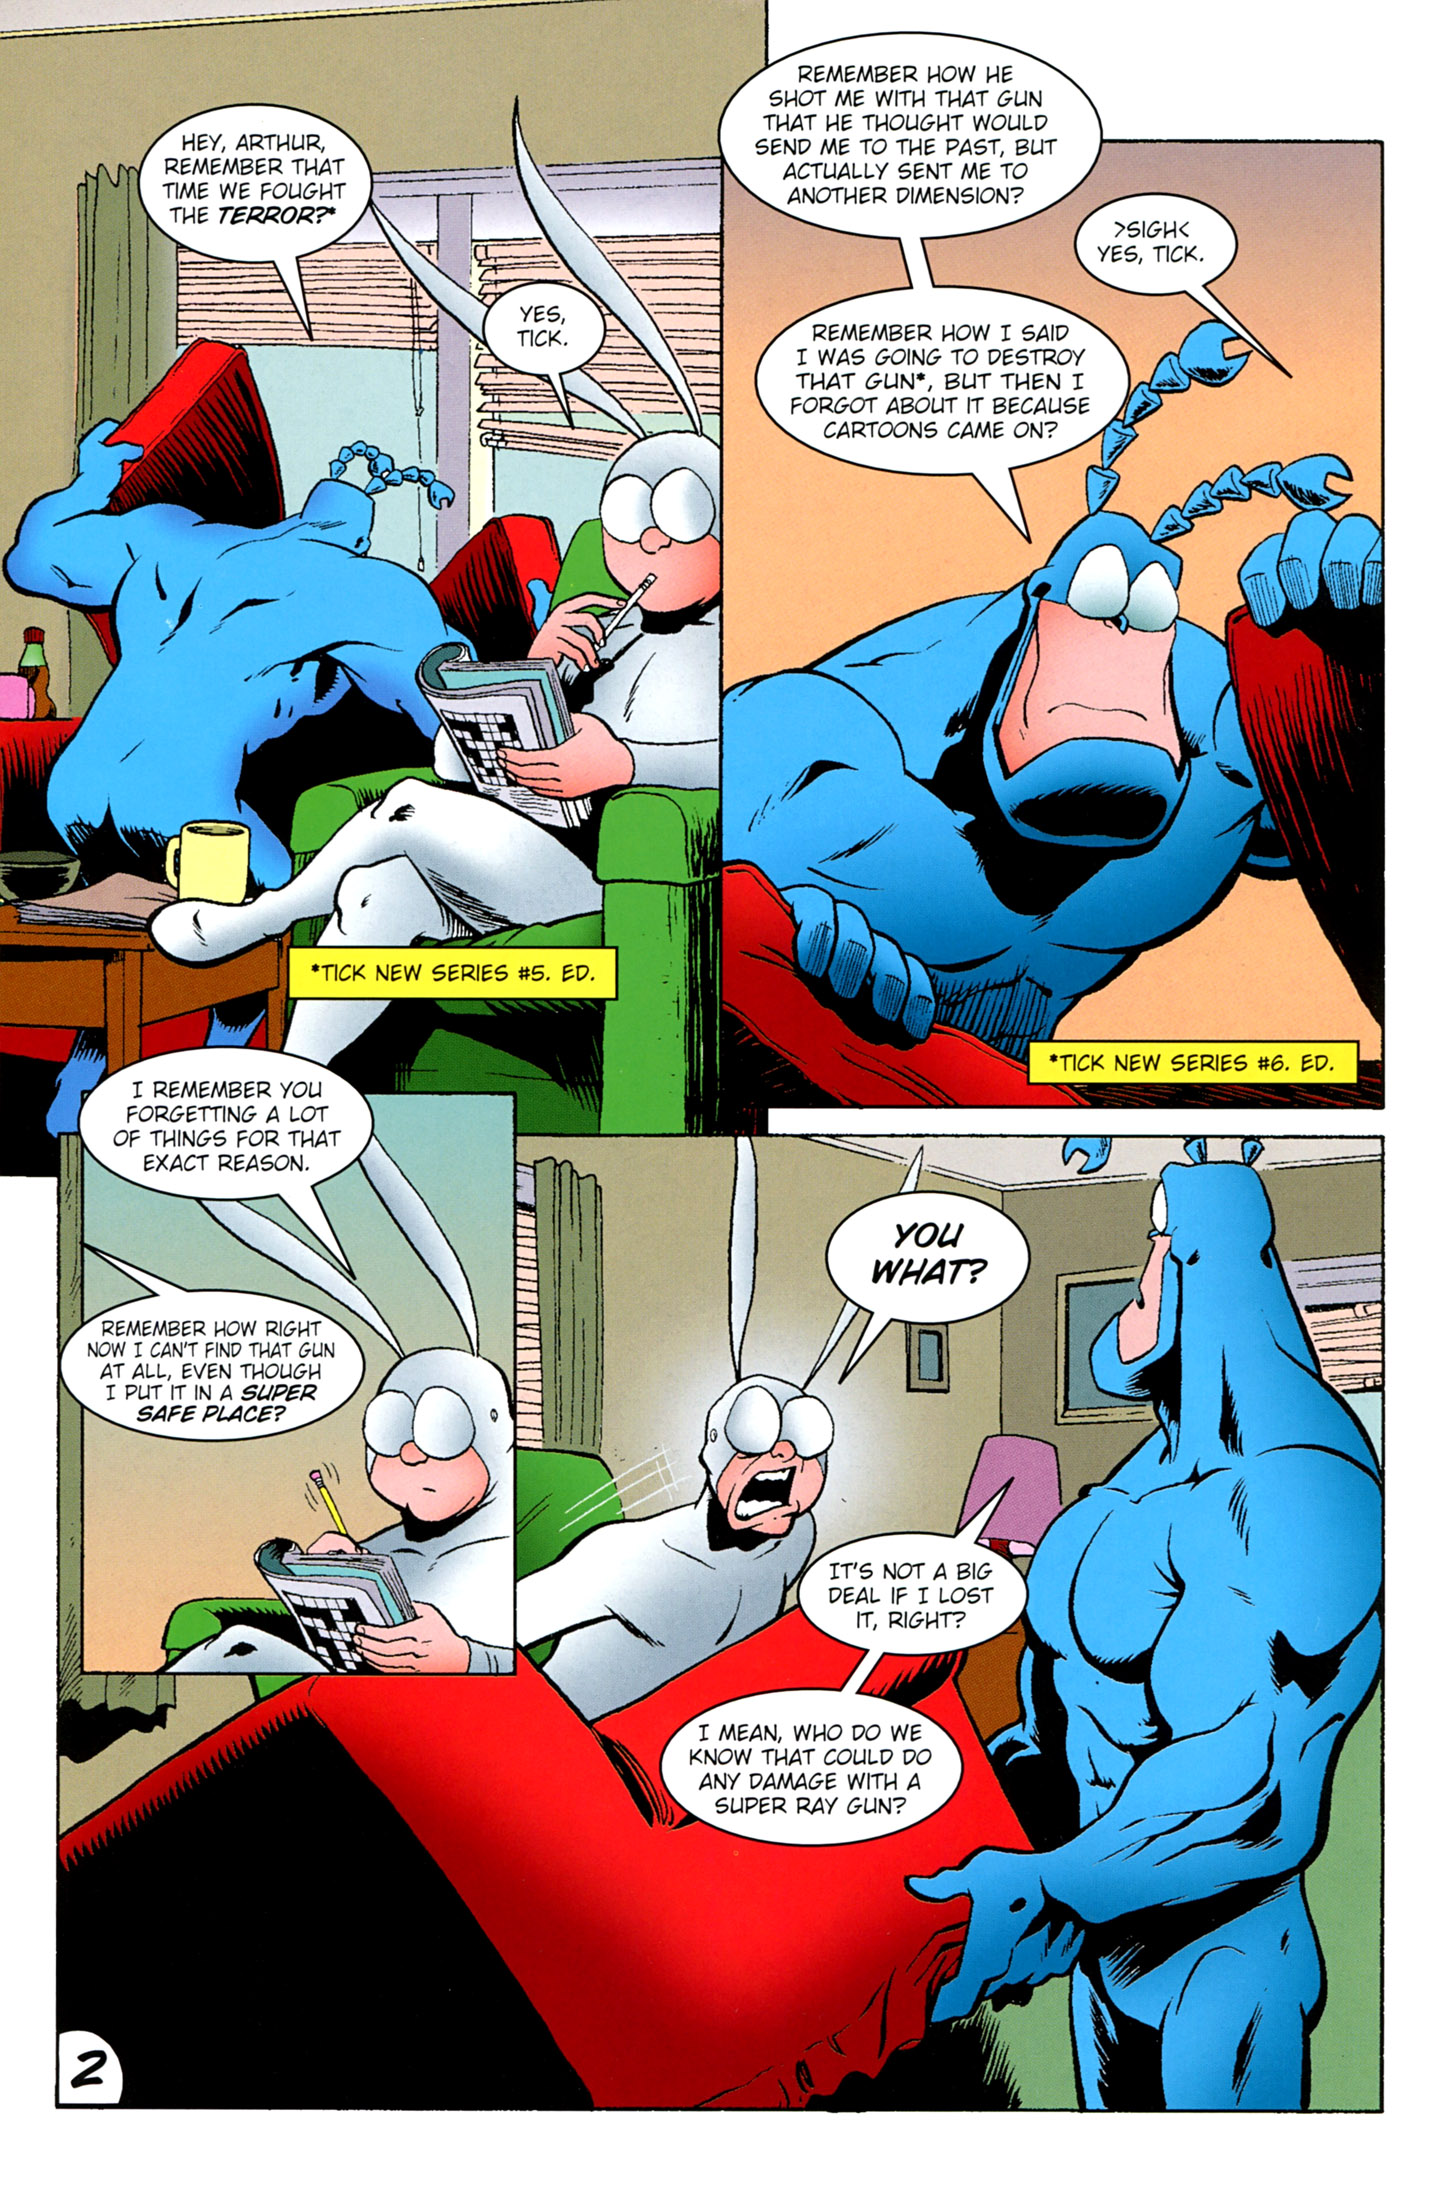 HEY, ARTHUR,
REMEMBER THAT
TIME WE FOUGHT
THE TERROR?*
YES,
TICK.
*TICK NEW SERIES #5. ED.
REMEMBER HOW HE
SHOT ME WITH THAT GUN
THAT HE THOUGHT WOULD
SEND ME TO THE PAST, BUT
ACTUALLY SENT ME TO
ANOTHER DIMENSION?
>SIGH<
YES, TICK.
REMEMBER HOW I SAID
I WAS GOING TO DESTROY
THAT GUN*, BUT THEN I
FORGOT ABOUT IT BECAUSE
CARTOONS CAME ON?
*TICK NEW SERIES #6. ED.
I REMEMBER YOU
FORGETTING A LOT
OF THINGS FOR THAT
EXACT REASON.
REMEMBER HOW RIGHT
NOW I CAN'T FIND THAT GUN
AT ALL, EVEN THOUGH
I PUT IT IN A SUPER
SAFE PLACE?
YOU
WHAT?
IT'S NOT A BIG
DEAL IF I LOST
IT, RIGHT?
I MEAN, WHO DO WE
KNOW THAT COULD DO
ANY DAMAGE WITH A
SUPER RAY GUN?
2